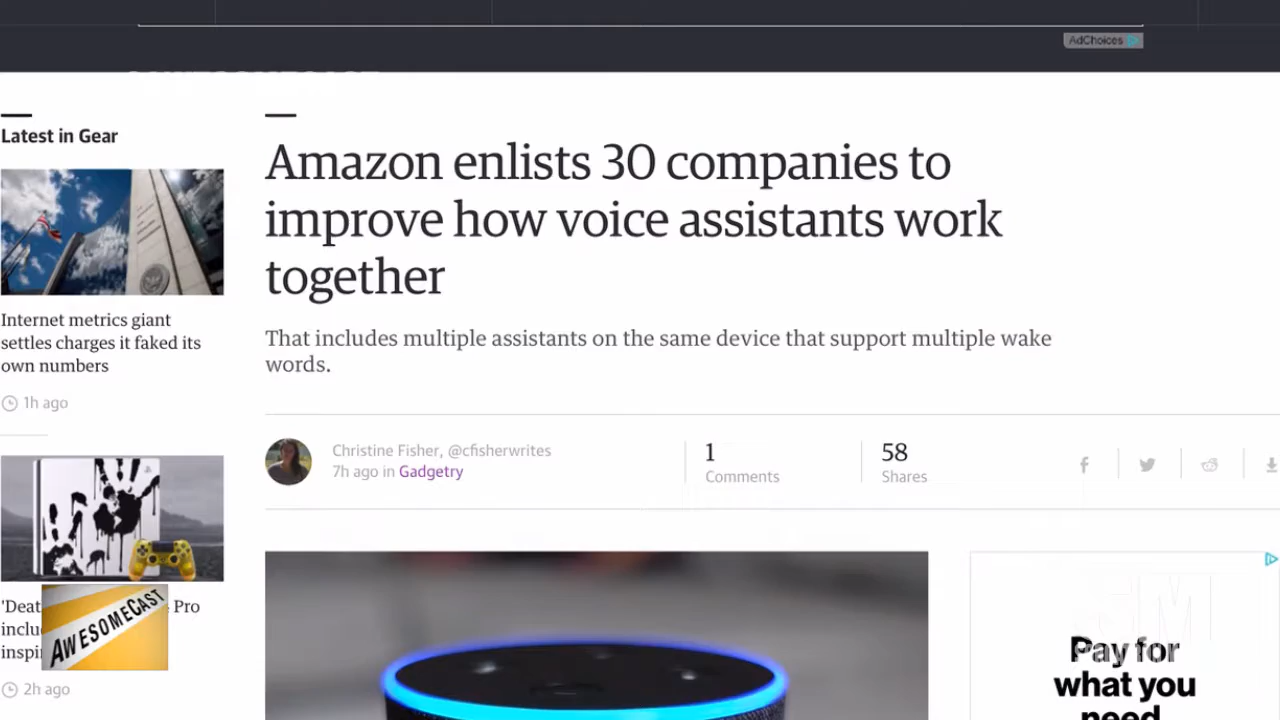 AdChoices
Latest in Gear
Amazon enlists 30 companies to
improve how voice assistants work
together
That includes multiple assistants on the same device that support multiple wake
words.
Internet metrics giant
settles charges it faked its
own numbers
1h ago
Christine Fisher, @cfisherwrites
7h ago in Gadgetry
1
Comments
58
Shares
'Deat Pro
inclu
inspi
AWESOMECAST
2h ago
SM
Pay for
what you
need